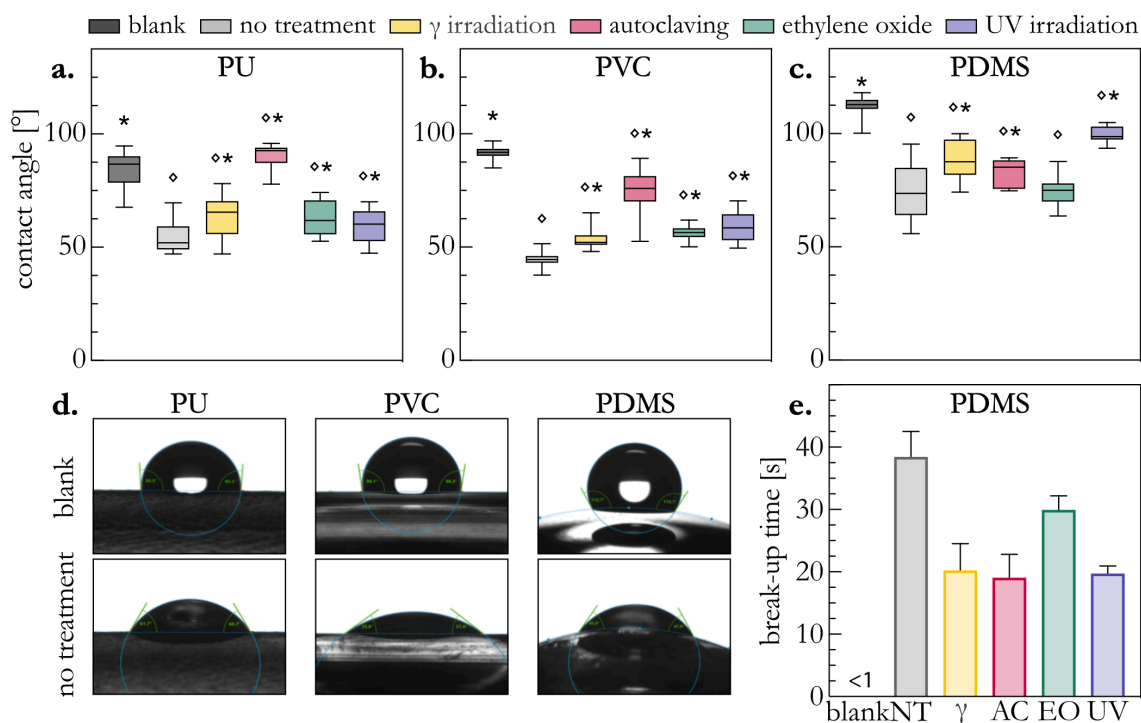 blank no treatment γ irradiation autoclaving ethylene oxide UV irradiation
a. PU
b. PVC
c. PDMS
contact angle [°]
100
50
0
* ⋄ ⋄* ⋄* ⋄* ⋄*
100
50
0
* ⋄ ⋄* ⋄* ⋄* ⋄*
100
50
0
* ⋄ ⋄* ⋄* ⋄ ⋄*
d. PU PVC PDMS
blank
no treatment
e. PDMS
break-up time [s]
40
30
20
10
0
<1
blank NT γ AC EO UV